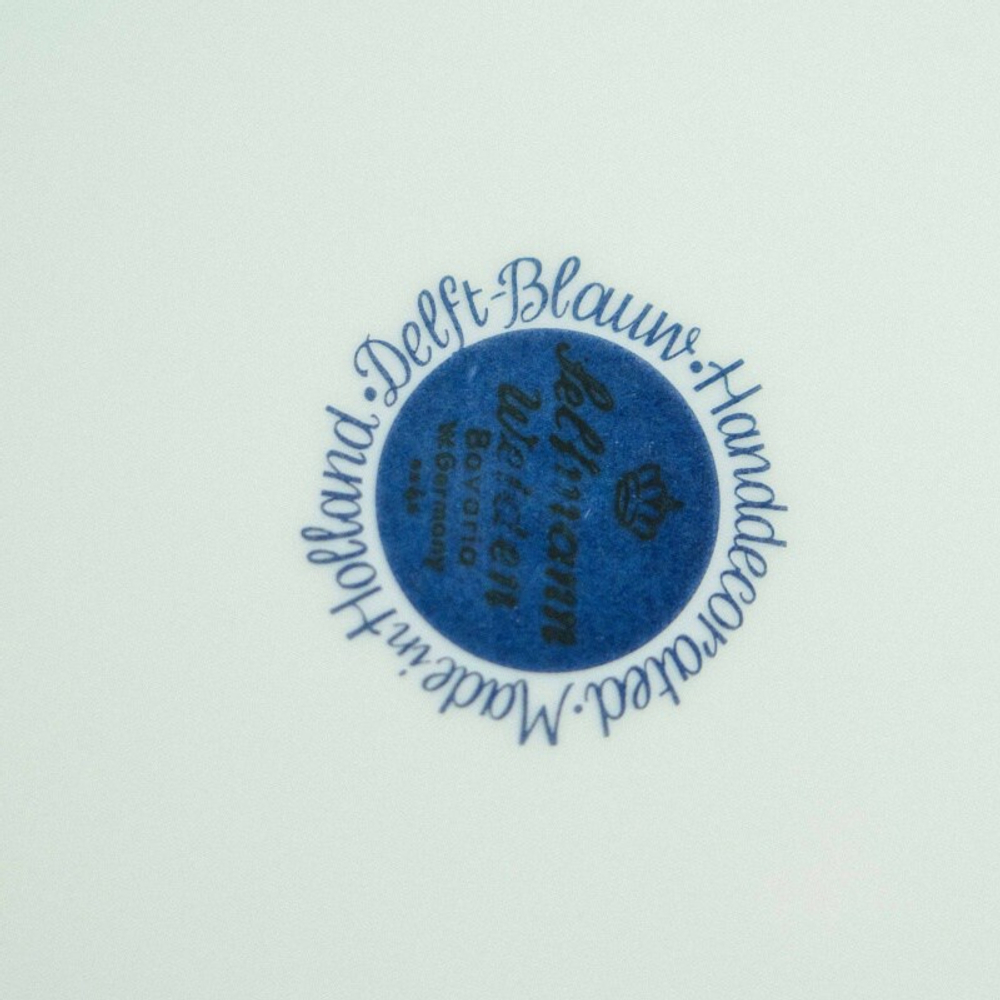 Delft-Blauw • Handdecorated • Made in Holland •
Seltmann
Weiden
Bavaria
W.Germany